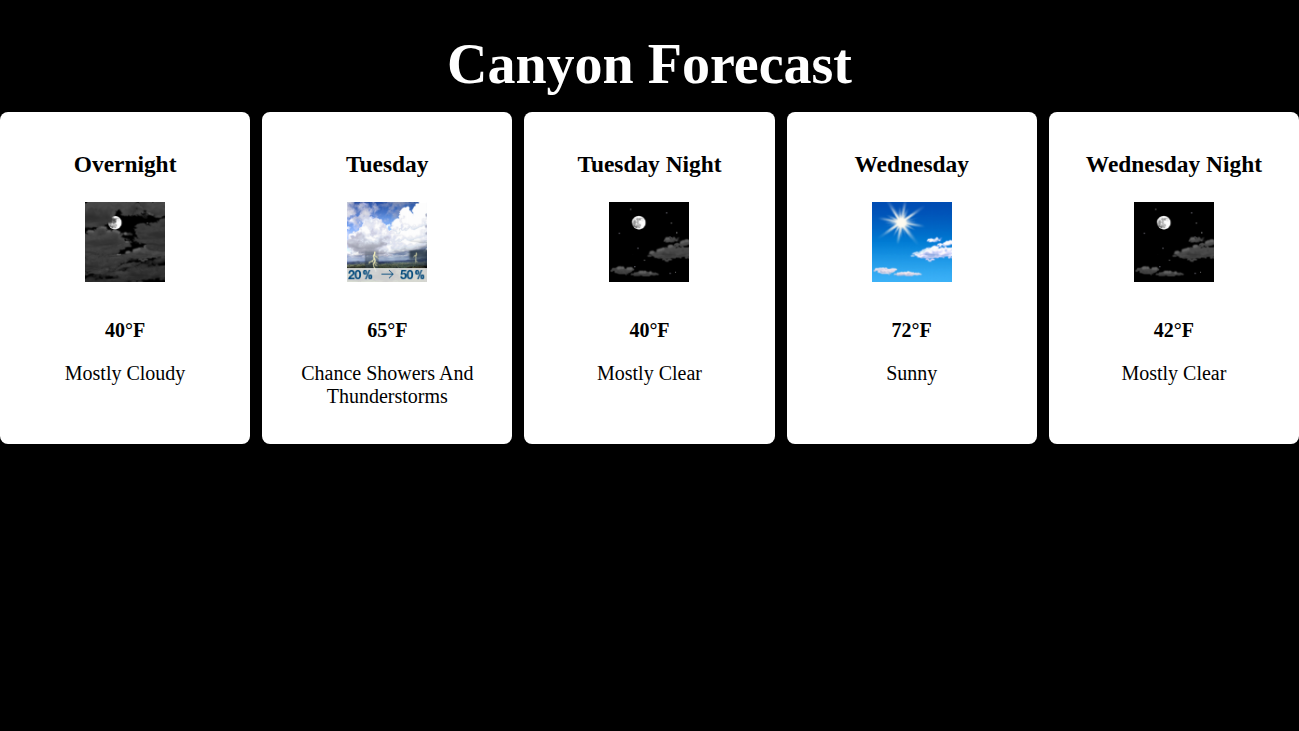 Canyon Forecast
Overnight
40°F
Mostly Cloudy
Tuesday
20% → 50%
65°F
Chance Showers And
Thunderstorms
Tuesday Night
40°F
Mostly Clear
Wednesday
72°F
Sunny
Wednesday Night
42°F
Mostly Clear